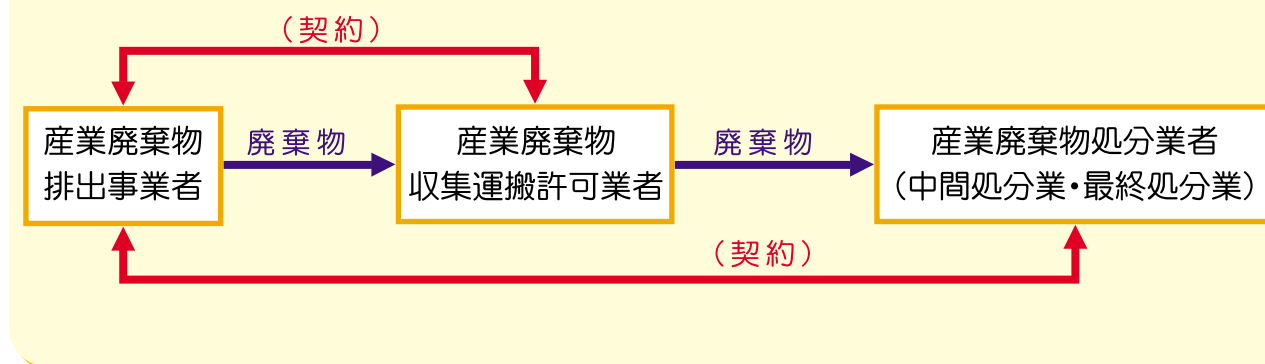 （契約）
産業廃棄物
排出事業者
廃棄物
産業廃棄物
収集運搬許可業者
廃棄物
産業廃棄物処分業者
（中間処分業・最終処分業）
（契約）